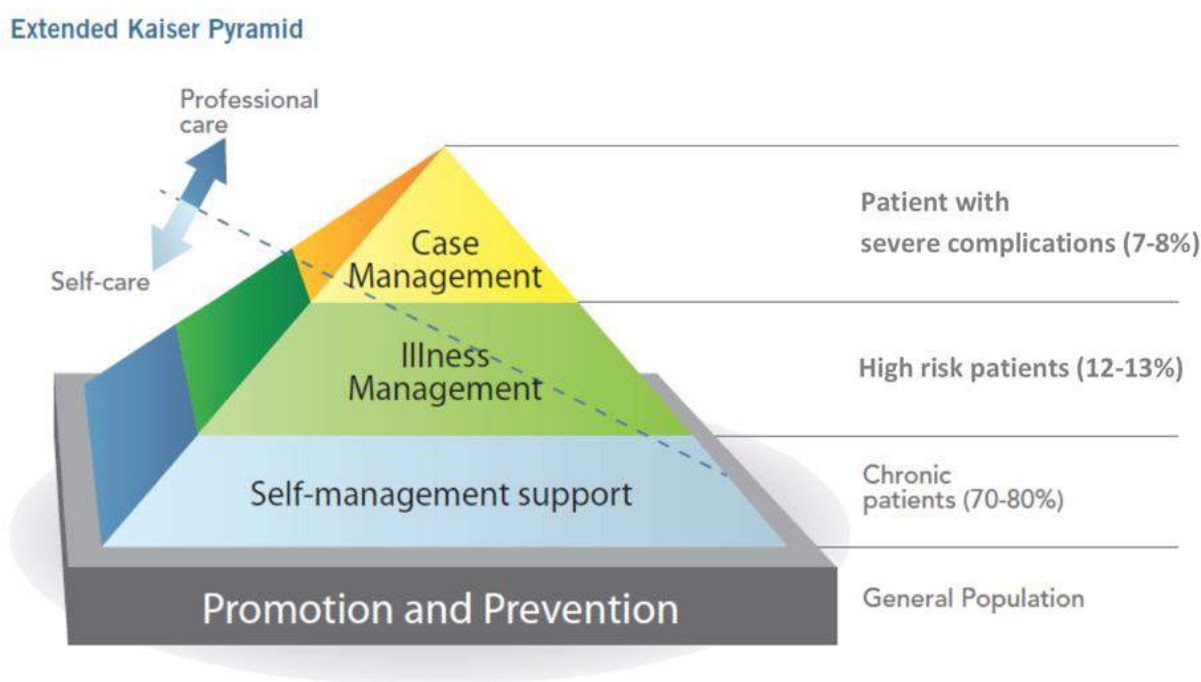 Extended Kaiser Pyramid
Professional
care
Self-care
Case
Management
Patient with
severe complications (7-8%)
Illness
Management
High risk patients (12-13%)
Self-management support
Chronic
patients (70-80%)
Promotion and Prevention
General Population